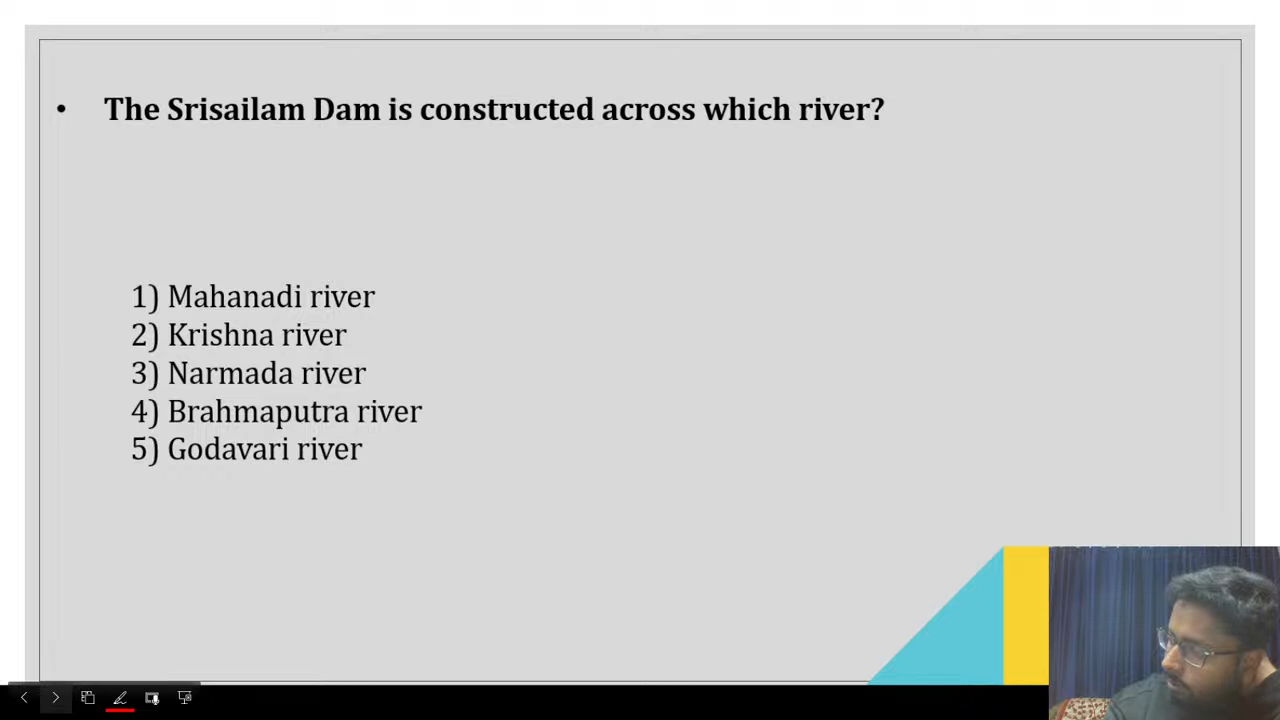 • The Srisailam Dam is constructed across which river?
1) Mahanadi river
2) Krishna river
3) Narmada river
4) Brahmaputra river
5) Godavari river